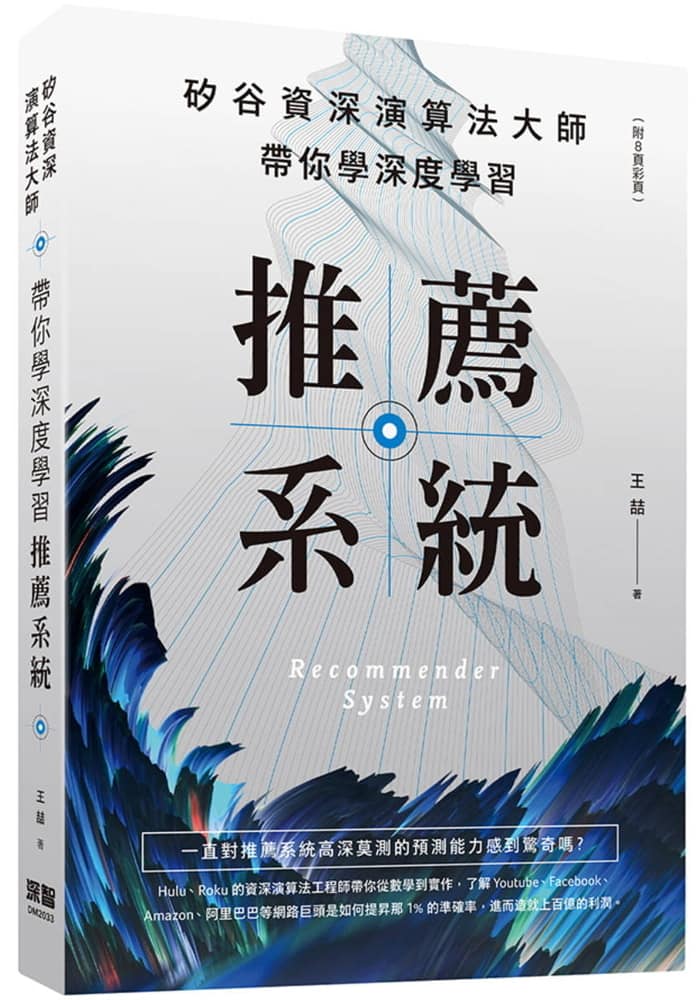 矽谷資深演算法大師
帶你學深度學習
(附8頁彩頁)
推薦
系統
王喆 著
Recommender
System
一直對推薦系統高深莫測的預測能力感到驚奇嗎?
Hulu、Roku 的資深演算法工程師帶你從數學到實作,了解 Youtube、Facebook、
Amazon、阿里巴巴等網路巨頭是如何提昇那 1% 的準確率,進而造就上百億的利潤。
矽谷資深
演算法大師
帶你學深度學習
推薦系統
王喆 著
深智
DM2033